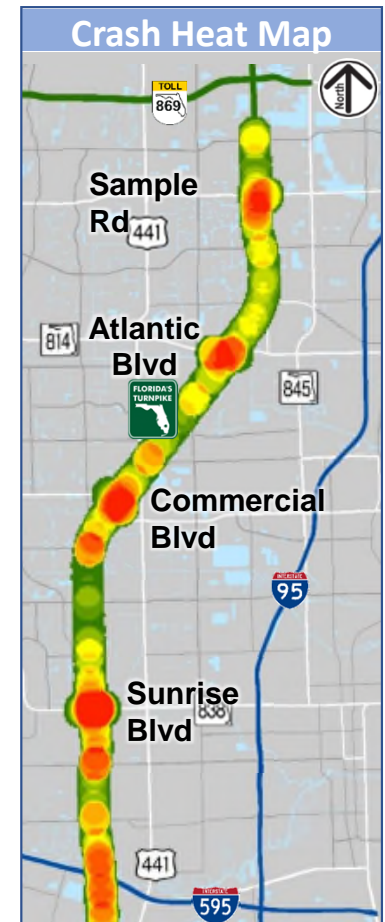 Crash Heat Map
TOLL
869
North
Sample
Rd
441
Atlantic
Blvd
814
FLORIDA'S
TURNPIKE
845
Commercial
Blvd
INTERSTATE
95
Sunrise
Blvd
838
441
INTERSTATE
595